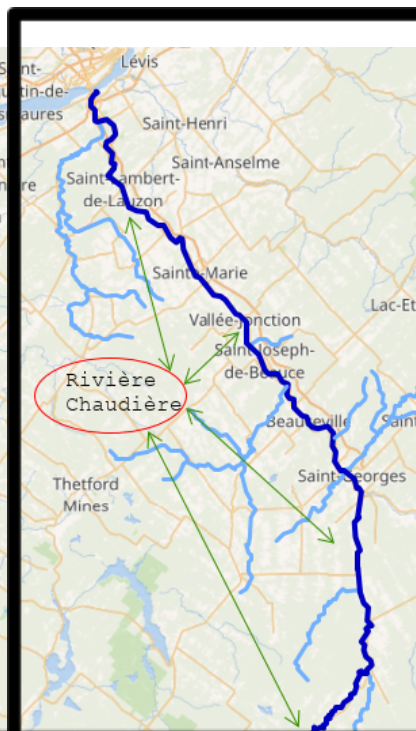 Lévis
Saint-Henri
Saint-Anselme
Saint-Lambert-
de-Lauzon
Sainte-Marie
Lac-Et
Vallée-Jonction
Saint-Joseph-
de-Beauce
Rivière
Chaudière
Beauceville
Saint-Georges
Thetford
Mines